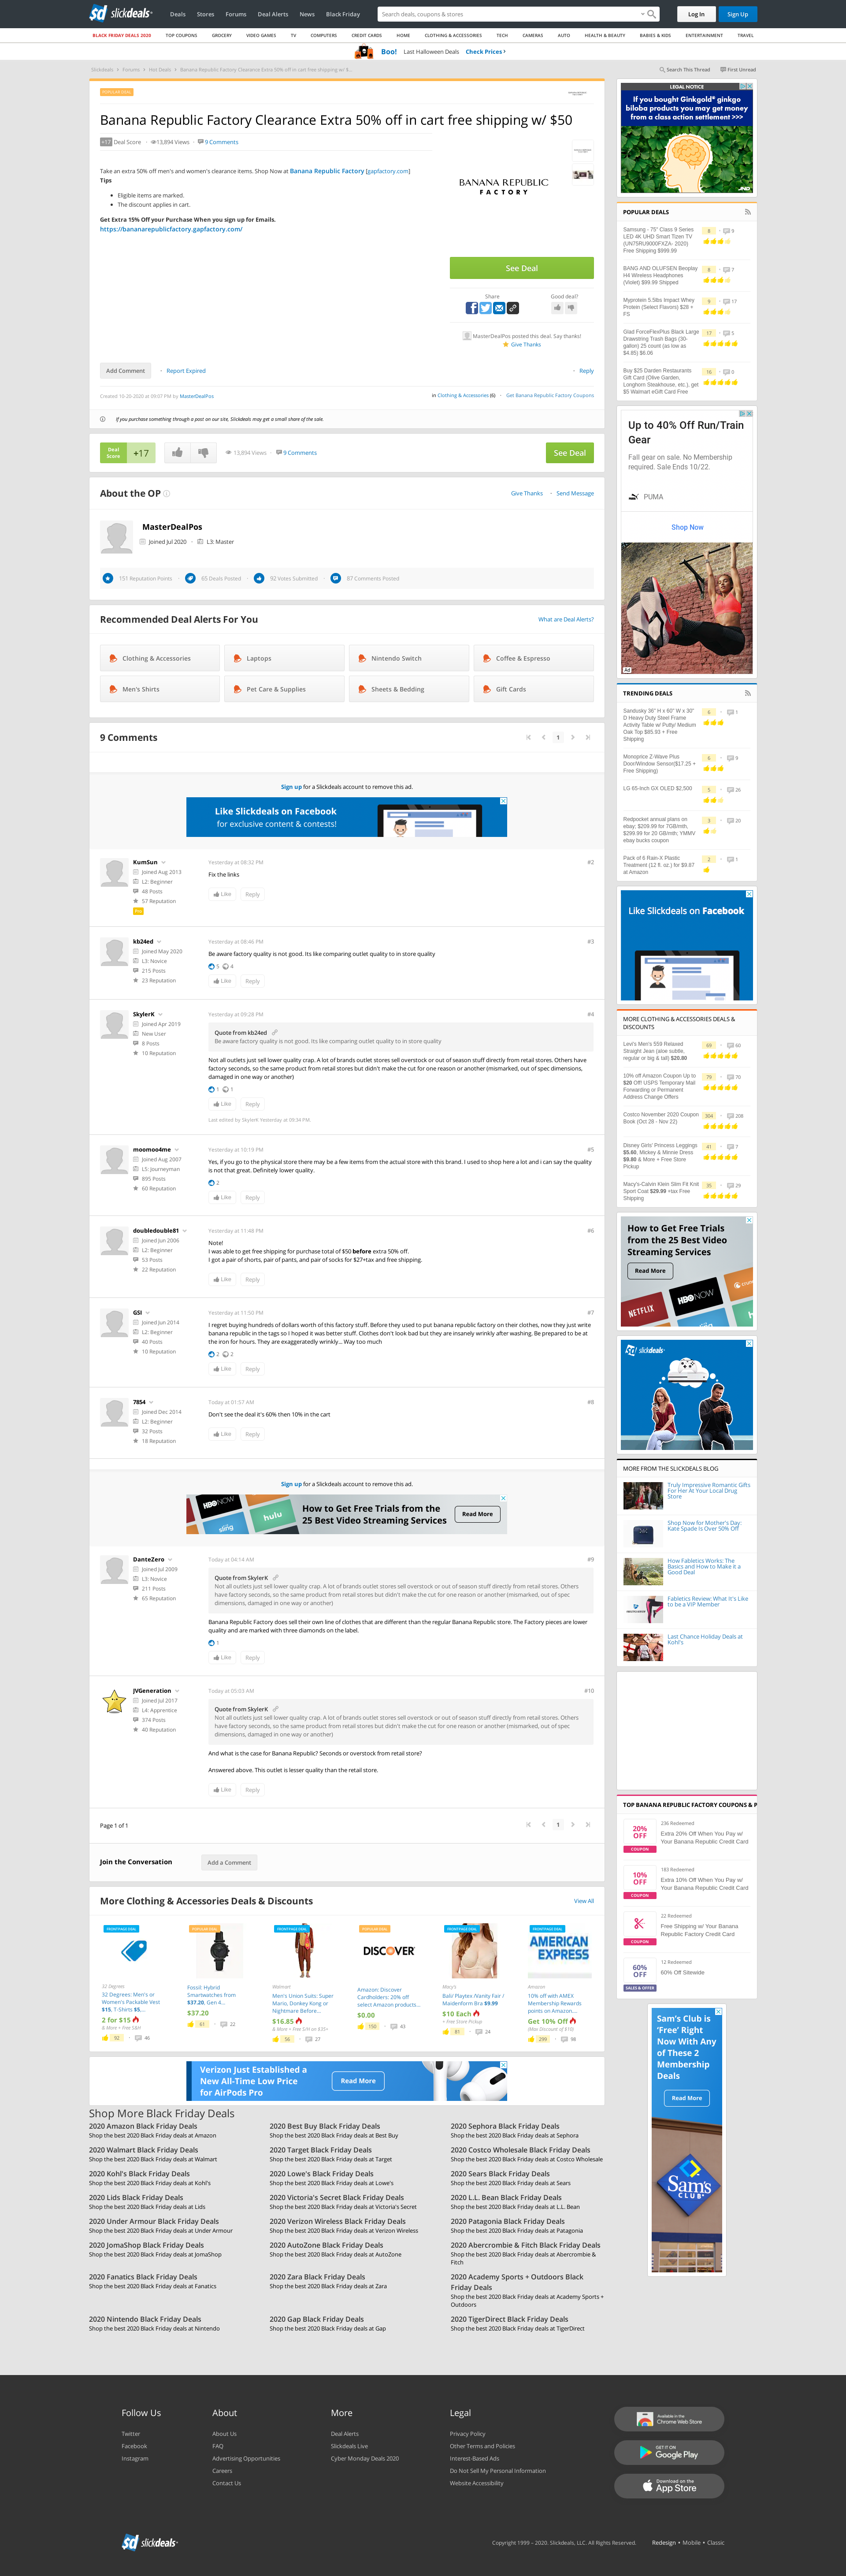 slickdeals
Deals
Stores
Forums
Deal Alerts
News
Black Friday
Search deals, coupons & stores
Log In
Sign Up
BLACK FRIDAY DEALS 2020
TOP COUPONS
GROCERY
VIDEO GAMES
TV
COMPUTERS
CREDIT CARDS
HOME
CLOTHING & ACCESSORIES
TECH
CAMERAS
AUTO
HEALTH & BEAUTY
BABIES & KIDS
ENTERTAINMENT
TRAVEL
Boo! Last Halloween Deals Check Prices
Slickdeals > Forums > Hot Deals > Banana Republic Factory Clearance Extra 50% off in cart free shipping w/ $...
Search This Thread
First Unread
POPULAR DEAL
Banana Republic Factory Clearance Extra 50% off in cart free shipping w/ $50
+17 Deal Score
13,894 Views
9 Comments
Take an extra 50% off men's and women's clearance items. Shop Now at Banana Republic Factory [gapfactory.com]
Tips
Eligible items are marked.
The discount applies in cart.
Get Extra 15% Off your Purchase When you sign up for Emails.
https://bananarepublicfactory.gapfactory.com/
BANANA REPUBLIC
FACTORY
See Deal
Share
Good deal?
MasterDealPos posted this deal. Say thanks!
Give Thanks
Add Comment
Report Expired
Reply
Created 10-20-2020 at 09:07 PM by MasterDealPos
in Clothing & Accessories (6)
Get Banana Republic Factory Coupons
If you purchase something through a post on our site, Slickdeals may get a small share of the sale.
Deal
Score
+17
13,894 Views
9 Comments
See Deal
About the OP
Give Thanks
Send Message
MasterDealPos
Joined Jul 2020
L3: Master
151 Reputation Points
65 Deals Posted
92 Votes Submitted
67 Comments Posted
Recommended Deal Alerts For You
What are Deal Alerts?
Clothing & Accessories
Laptops
Nintendo Switch
Coffee & Espresso
Men's Shirts
Pet Care & Supplies
Sheets & Bedding
Gift Cards
9 Comments
1
Sign up for a Slickdeals account to remove this ad.
Like Slickdeals on Facebook
for exclusive content & contests!
KumSun
Joined Aug 2013
L2: Beginner
48 Posts
57 Reputation
Pro
Yesterday at 08:32 PM
#2
Fix the links
Like
Reply
kb24ed
Joined May 2020
L3: Novice
215 Posts
23 Reputation
Yesterday at 08:46 PM
#3
Be aware factory quality is not good. Its like comparing outlet quality to in store quality
5
4
Like
Reply
SkylerK
Joined Apr 2019
New User
8 Posts
10 Reputation
Yesterday at 09:28 PM
#4
Quote from kb24ed
Be aware factory quality is not good. Its like comparing outlet quality to in store quality
Not all outlets just sell lower quality crap. A lot of brands outlet stores sell overstock or out of season stuff directly from retail stores. Others have
factory seconds, so the same product from retail stores but didn't make the cut for one reason or another (mismarked, out of spec dimensions,
damaged in one way or another)
1
1
Like
Reply
Last edited by SkylerK Yesterday at 09:34 PM.
moomoo4me
Joined Aug 2007
L5: Journeyman
895 Posts
60 Reputation
Yesterday at 10:19 PM
#5
Yes, if you go to the physical store there may be a few items from the actual store with this brand. I used to shop here a lot and i can say the quality
is not that great. Definitely lower quality.
2
Like
Reply
doubledouble81
Joined Jun 2006
L2: Beginner
53 Posts
22 Reputation
Yesterday at 11:48 PM
#6
Note!
I was able to get free shipping for purchase total of $50 before extra 50% off.
I got a pair of shorts, pair of pants, and pair of socks for $27+tax and free shipping.
Like
Reply
GSI
Joined Jun 2014
L2: Beginner
40 Posts
10 Reputation
Yesterday at 11:50 PM
#7
I regret buying hundreds of dollars worth of this factory stuff. Before they used to put banana republic factory on their clothes, now they just write
banana republic in the tags so I hoped it was better stuff. Clothes don't look bad but they are insanely wrinkly after washing. Be prepared to be at
the iron for hours. They are exaggeratedly wrinkly... Way too much
2
2
Like
Reply
7854
Joined Dec 2014
L2: Beginner
32 Posts
18 Reputation
Today at 01:57 AM
#8
Don't see the deal it's 60% then 10% in the cart
Like
Reply
Sign up for a Slickdeals account to remove this ad.
HBO NOW
sling
hulu
How to Get Free Trials from the
25 Best Video Streaming Services
Read More
DanteZero
Joined Jul 2009
L3: Novice
211 Posts
65 Reputation
Today at 04:14 AM
#9
Quote from SkylerK
Not all outlets just sell lower quality crap. A lot of brands outlet stores sell overstock or out of season stuff directly from retail stores. Others
have factory seconds, so the same product from retail stores but didn't make the cut for one reason or another (mismarked, out of spec
dimensions, damaged in one way or another)
Banana Republic Factory does sell their own line of clothes that are different than the regular Banana Republic store. The Factory pieces are lower
quality and are marked with three diamonds on the label.
1
Like
Reply
JVGeneration
Joined Jul 2017
L4: Apprentice
374 Posts
40 Reputation
Today at 05:03 AM
#10
Quote from SkylerK
Not all outlets just sell lower quality crap. A lot of brands outlet stores sell overstock or out of season stuff directly from retail stores. Others
have factory seconds, so the same product from retail stores but didn't make the cut for one reason or another (mismarked, out of spec
dimensions, damaged in one way or another)
And what is the case for Banana Republic? Seconds or overstock from retail store?
Answered above. This outlet is lesser quality than the retail store.
Like
Reply
Page 1 of 1
1
Join the Conversation
Add a Comment
More Clothing & Accessories Deals & Discounts
View All
FRONTPAGE DEAL
32 Degrees
32 Degrees: Men's or
Women's Packable Vest
$15, T-Shirts $5,...
2 for $15
& More + Free S&H
92
46
POPULAR DEAL
Fossil: Hybrid
Smartwatches from
$37.20, Gen 4...
$37.20
61
22
FRONTPAGE DEAL
Walmart
Men's Union Suits: Super
Mario, Donkey Kong or
Nightmare Before...
$16.85
& More + Free S/H on $35+
56
27
POPULAR DEAL
DISCOVER
Amazon: Discover
Cardholders: 20% off
select Amazon products...
$0.00
150
43
FRONTPAGE DEAL
Macy's
Bali/ Playtex /Vanity Fair /
Maidenform Bra $9.99
$10 Each
+ Free Store Pickup
81
24
FRONTPAGE DEAL
AMERICAN
EXPRESS
Amazon
10% off with AMEX
Membership Rewards
points on Amazon....
Get 10% Off
(Max Discount of $15)
299
98
Verizon Just Established a
New All-Time Low Price
for AirPods Pro
Read More
Shop More Black Friday Deals
2020 Amazon Black Friday Deals
Shop the best 2020 Black Friday deals at Amazon
2020 Best Buy Black Friday Deals
Shop the best 2020 Black Friday deals at Best Buy
2020 Sephora Black Friday Deals
Shop the best 2020 Black Friday deals at Sephora
2020 Walmart Black Friday Deals
Shop the best 2020 Black Friday deals at Walmart
2020 Target Black Friday Deals
Shop the best 2020 Black Friday deals at Target
2020 Costco Wholesale Black Friday Deals
Shop the best 2020 Black Friday deals at Costco Wholesale
2020 Kohl's Black Friday Deals
Shop the best 2020 Black Friday deals at Kohl's
2020 Lowe's Black Friday Deals
Shop the best 2020 Black Friday deals at Lowe's
2020 Sears Black Friday Deals
Shop the best 2020 Black Friday deals at Sears
2020 Lids Black Friday Deals
Shop the best 2020 Black Friday deals at Lids
2020 Victoria's Secret Black Friday Deals
Shop the best 2020 Black Friday deals at Victoria's Secret
2020 L.L. Bean Black Friday Deals
Shop the best 2020 Black Friday deals at L.L. Bean
2020 Under Armour Black Friday Deals
Shop the best 2020 Black Friday deals at Under Armour
2020 Verizon Wireless Black Friday Deals
Shop the best 2020 Black Friday deals at Verizon Wireless
2020 Patagonia Black Friday Deals
Shop the best 2020 Black Friday deals at Patagonia
2020 JomaShop Black Friday Deals
Shop the best 2020 Black Friday deals at JomaShop
2020 AutoZone Black Friday Deals
Shop the best 2020 Black Friday deals at AutoZone
2020 Abercrombie & Fitch Black Friday Deals
Shop the best 2020 Black Friday deals at Abercrombie &
Fitch
2020 Fanatics Black Friday Deals
Shop the best 2020 Black Friday deals at Fanatics
2020 Zara Black Friday Deals
Shop the best 2020 Black Friday deals at Zara
2020 Academy Sports + Outdoors Black
Friday Deals
Shop the best 2020 Black Friday deals at Academy Sports +
Outdoors
2020 Nintendo Black Friday Deals
Shop the best 2020 Black Friday deals at Nintendo
2020 Gap Black Friday Deals
Shop the best 2020 Black Friday deals at Gap
2020 TigerDirect Black Friday Deals
Shop the best 2020 Black Friday deals at TigerDirect
LEGAL NOTICE
If you bought Ginkgold® ginkgo
biloba products you may get money
from a class action settlement >>>
JND
POPULAR DEALS
Samsung - 75" Class 9 Series
LED 4K UHD Smart Tizen TV
(UN75RU9000FXZA- 2020)
Free Shipping $999.99
8
9
BANG AND OLUFSEN Beoplay
H4 Wireless Headphones
(Violet) $99.99 Shipped
8
7
Myprotein 5.5lbs Impact Whey
Protein (Select Flavors) $28 +
FS
9
17
Glad ForceFlexPlus Black Large
Drawstring Trash Bags (30-
gallon) 25 count (as low as
$4.85) $6.06
17
5
Buy $25 Darden Restaurants
Gift Card (Olive Garden,
Longhorn Steakhouse, etc.), get
$5 Walmart eGift Card Free
16
0
Up to 40% Off Run/Train
Gear
Fall gear on sale. No Membership
required. Sale Ends 10/22.
PUMA
Shop Now
Ad
TRENDING DEALS
Sandusky 36" H x 60" W x 30"
D Heavy Duty Steel Frame
Activity Table w/ Putty/ Medium
Oak Top $85.93 + Free
Shipping
6
1
Monoprice Z-Wave Plus
Door/Window Sensor($17.25 +
Free Shipping)
6
9
LG 65-Inch GX OLED $2,500
5
26
Redpocket annual plans on
ebay; $209.99 for 7GB/mth,
$299.99 for 20 GB/mth; YMMV
ebay bucks coupon
3
20
Pack of 6 Rain-X Plastic
Treatment (12 fl. oz.) for $9.87
at Amazon
2
1
Like Slickdeals on Facebook
MORE CLOTHING & ACCESSORIES DEALS &
DISCOUNTS
Levi's Men's 559 Relaxed
Straight Jean (aloe subtle,
regular or big & tall) $20.80
69
60
10% off Amazon Coupon Up to
$20 Off! USPS Temporary Mail
Forwarding or Permanent
Address Change Offers
79
70
Costco November 2020 Coupon
Book (Oct 28 - Nov 22)
304
208
Disney Girls' Princess Leggings
$5.60, Mickey & Minnie Dress
$9.80 & More + Free Store
Pickup
41
7
Macy's-Calvin Klein Slim Fit Knit
Sport Coat $29.99 +tax Free
Shipping
35
29
How to Get Free Trials
from the 25 Best Video
Streaming Services
Read More
NETFLIX
HBO NOW
slickdeals
MORE FROM THE SLICKDEALS BLOG
Truly Impressive Romantic Gifts
For Her At Your Local Drug
Store
Shop Now for Mother's Day:
Kate Spade Is Over 50% Off
How Fabletics Works: The
Basics and How to Make it a
Good Deal
Fabletics Review: What It's Like
to be a VIP Member
Last Chance Holiday Deals at
Kohl's
TOP BANANA REPUBLIC FACTORY COUPONS & P
20%
OFF
COUPON
236 Redeemed
Extra 20% Off When You Pay w/
Your Banana Republic Credit Card
10%
OFF
COUPON
183 Redeemed
Extra 10% Off When You Pay w/
Your Banana Republic Credit Card
COUPON
22 Redeemed
Free Shipping w/ Your Banana
Republic Factory Credit Card
60%
OFF
SALES & OFFER
12 Redeemed
60% Off Sitewide
Sam's Club is
'Free' Right
Now With Any
of These 2
Membership
Deals
Read More
Sam's
CLUB
Follow Us
Twitter
Facebook
Instagram
About
About Us
FAQ
Advertising Opportunities
Careers
Contact Us
More
Deal Alerts
Slickdeals Live
Cyber Monday Deals 2020
Legal
Privacy Policy
Other Terms and Policies
Interest-Based Ads
Do Not Sell My Personal Information
Website Accessibility
Available in the
Chrome Web Store
GET IT ON
Google Play
Download on the
App Store
slickdeals
Copyright 1999 - 2020. Slickdeals, LLC. All Rights Reserved.
Redesign • Mobile • Classic